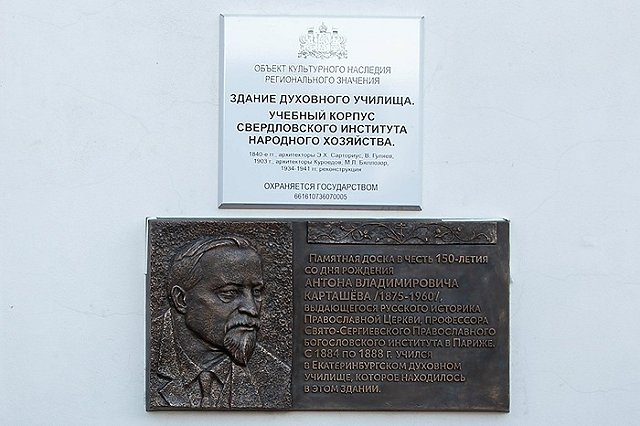 ОБЪЕКТ КУЛЬТУРНОГО НАСЛЕДИЯ
РЕГИОНАЛЬНОГО ЗНАЧЕНИЯ
ЗДАНИЕ ДУХОВНОГО УЧИЛИЩА.
УЧЕБНЫЙ КОРПУС
СВЕРДЛОВСКОГО ИНСТИТУТА
НАРОДНОГО ХОЗЯЙСТВА.
1840-е гг., архитекторы Э.Х. Сарториус, В. Гуляев,
1903 г., архитекторы Куроедов, М.Л. Бяллозор,
1934-1941 гг. реконструкция
ОХРАНЯЕТСЯ ГОСУДАРСТВОМ
661610736070005
ПАМЯТНАЯ ДОСКА В ЧЕСТЬ 150-ЛЕТИЯ
СО ДНЯ РОЖДЕНИЯ
АНТОНА ВЛАДИМИРОВИЧА
КАРТАШЁВА /1875-1960/,
ВЫДАЮЩЕГОСЯ РУССКОГО ИСТОРИКА
ПРАВОСЛАВНОЙ ЦЕРКВИ, ПРОФЕССОРА
СВЯТО-СЕРГИЕВСКОГО ПРАВОСЛАВНОГО
БОГОСЛОВСКОГО ИНСТИТУТА В ПАРИЖЕ.
С 1884 ПО 1888 Г. УЧИЛСЯ
В ЕКАТЕРИНБУРГСКОМ ДУХОВНОМ
УЧИЛИЩЕ, КОТОРОЕ НАХОДИЛОСЬ
В ЭТОМ ЗДАНИИ.